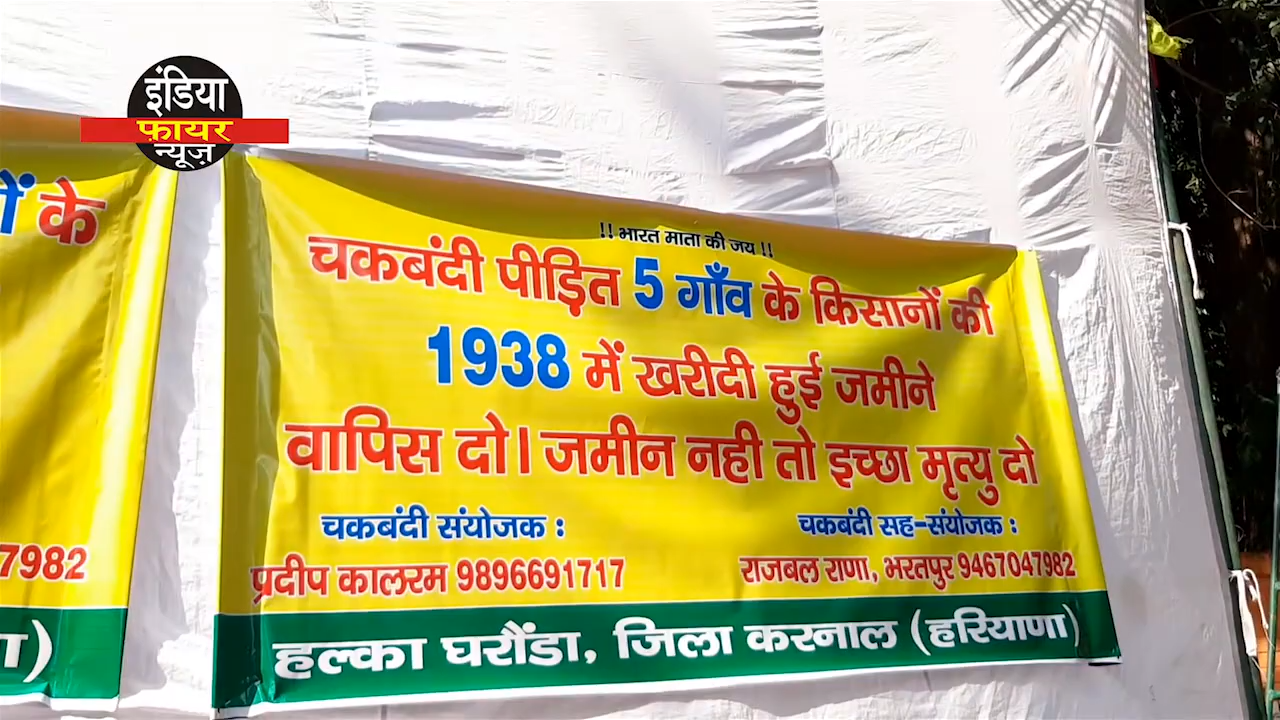 इंडिया
फ़ायर
न्यूज़
के
7982
!! भारत माता की जय !!
चकबंदी पीड़ित 5 गाँव के किसानों की
1938 में खरीदी हुई जमीने
वापिस दो। जमीन नही तो इच्छा मृत्यु दो
चकबंदी संयोजक :
चकबंदी सह-संयोजक :
प्रदीप कालरम 9896691717
राजबल राणा, भरतपुर 9467047982
हल्का घरौंडा, जिला करनाल (हरियाणा)